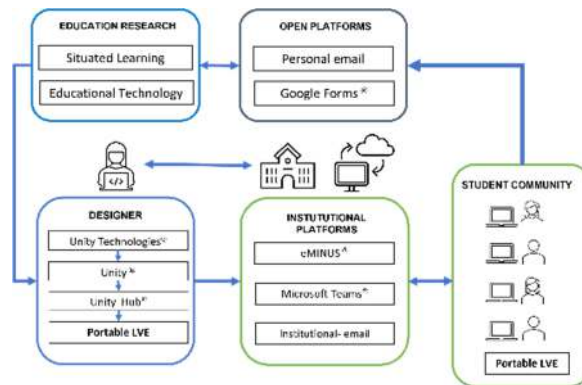 EDUCATION RESEARCH
Situated Learning
Educational Technology
OPEN PLATFORMS
Personal email
Google Forms
DESIGNER
Unity Technologies
Unity
Unity Hub
Portable LVE
INSTUTUTIONAL
PLATFORMS
eMINUS
Microsoft Teams
Institutional- email
STUDENT COMMUNITY
Portable LVE